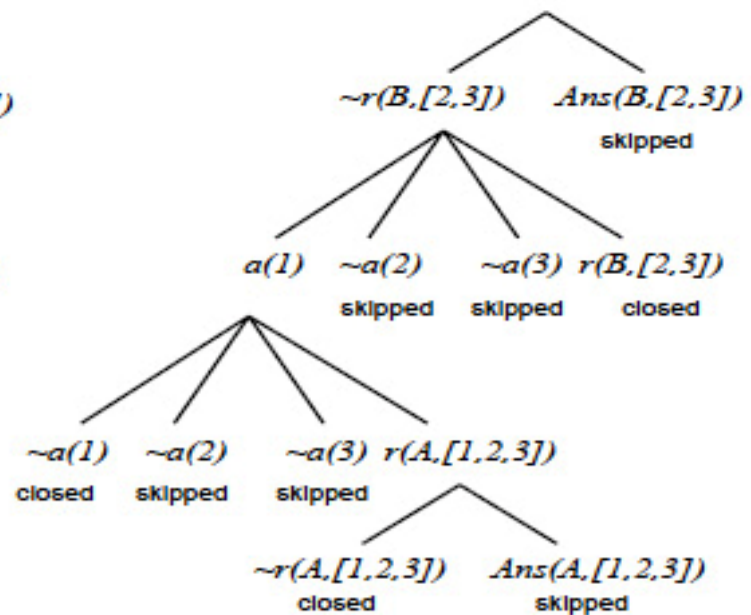 ~r(B,[2,3]) Ans(B,[2,3])
skipped
a(1) ~a(2) ~a(3) r(B,[2,3])
skipped skipped closed
~a(1) ~a(2) ~a(3) r(A,[1,2,3])
closed skipped skipped
~r(A,[1,2,3]) Ans(A,[1,2,3])
closed skipped